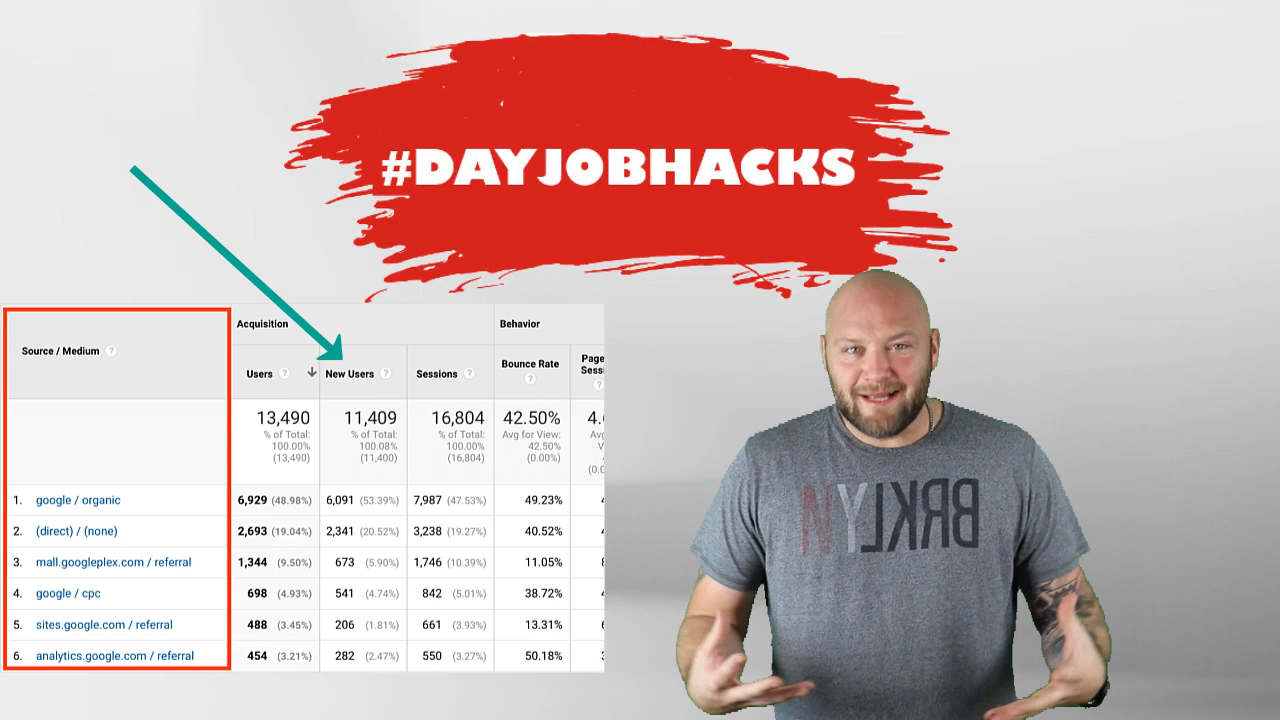 #DAYJOBHACKS
Source / Medium ?
Acquisition
Behavior
Users ?
New Users ?
Sessions ?
Bounce Rate
?
Page
Sessi
?
13,490
% of Total:
100.00%
(13,490)
11,409
% of Total:
100.08%
(11,400)
16,804
% of Total:
100.00%
(16,804)
42.50%
Avg for View:
42.50%
(0.00%)
1. google / organic 6,929 (48.98%) 6,091 (53.39%) 7,987 (47.53%) 49.23%
2. (direct) / (none) 2,693 (19.04%) 2,341 (20.52%) 3,238 (19.27%) 40.52%
3. mall.googleplex.com / referral 1,344 (9.50%) 673 (5.90%) 1,746 (10.39%) 11.05%
4. google / cpc 698 (4.93%) 541 (4.74%) 842 (5.01%) 38.72%
5. sites.google.com / referral 488 (3.45%) 206 (1.81%) 661 (3.93%) 13.31%
6. analytics.google.com / referral 454 (3.21%) 282 (2.47%) 550 (3.27%) 50.18%
BRKLYN